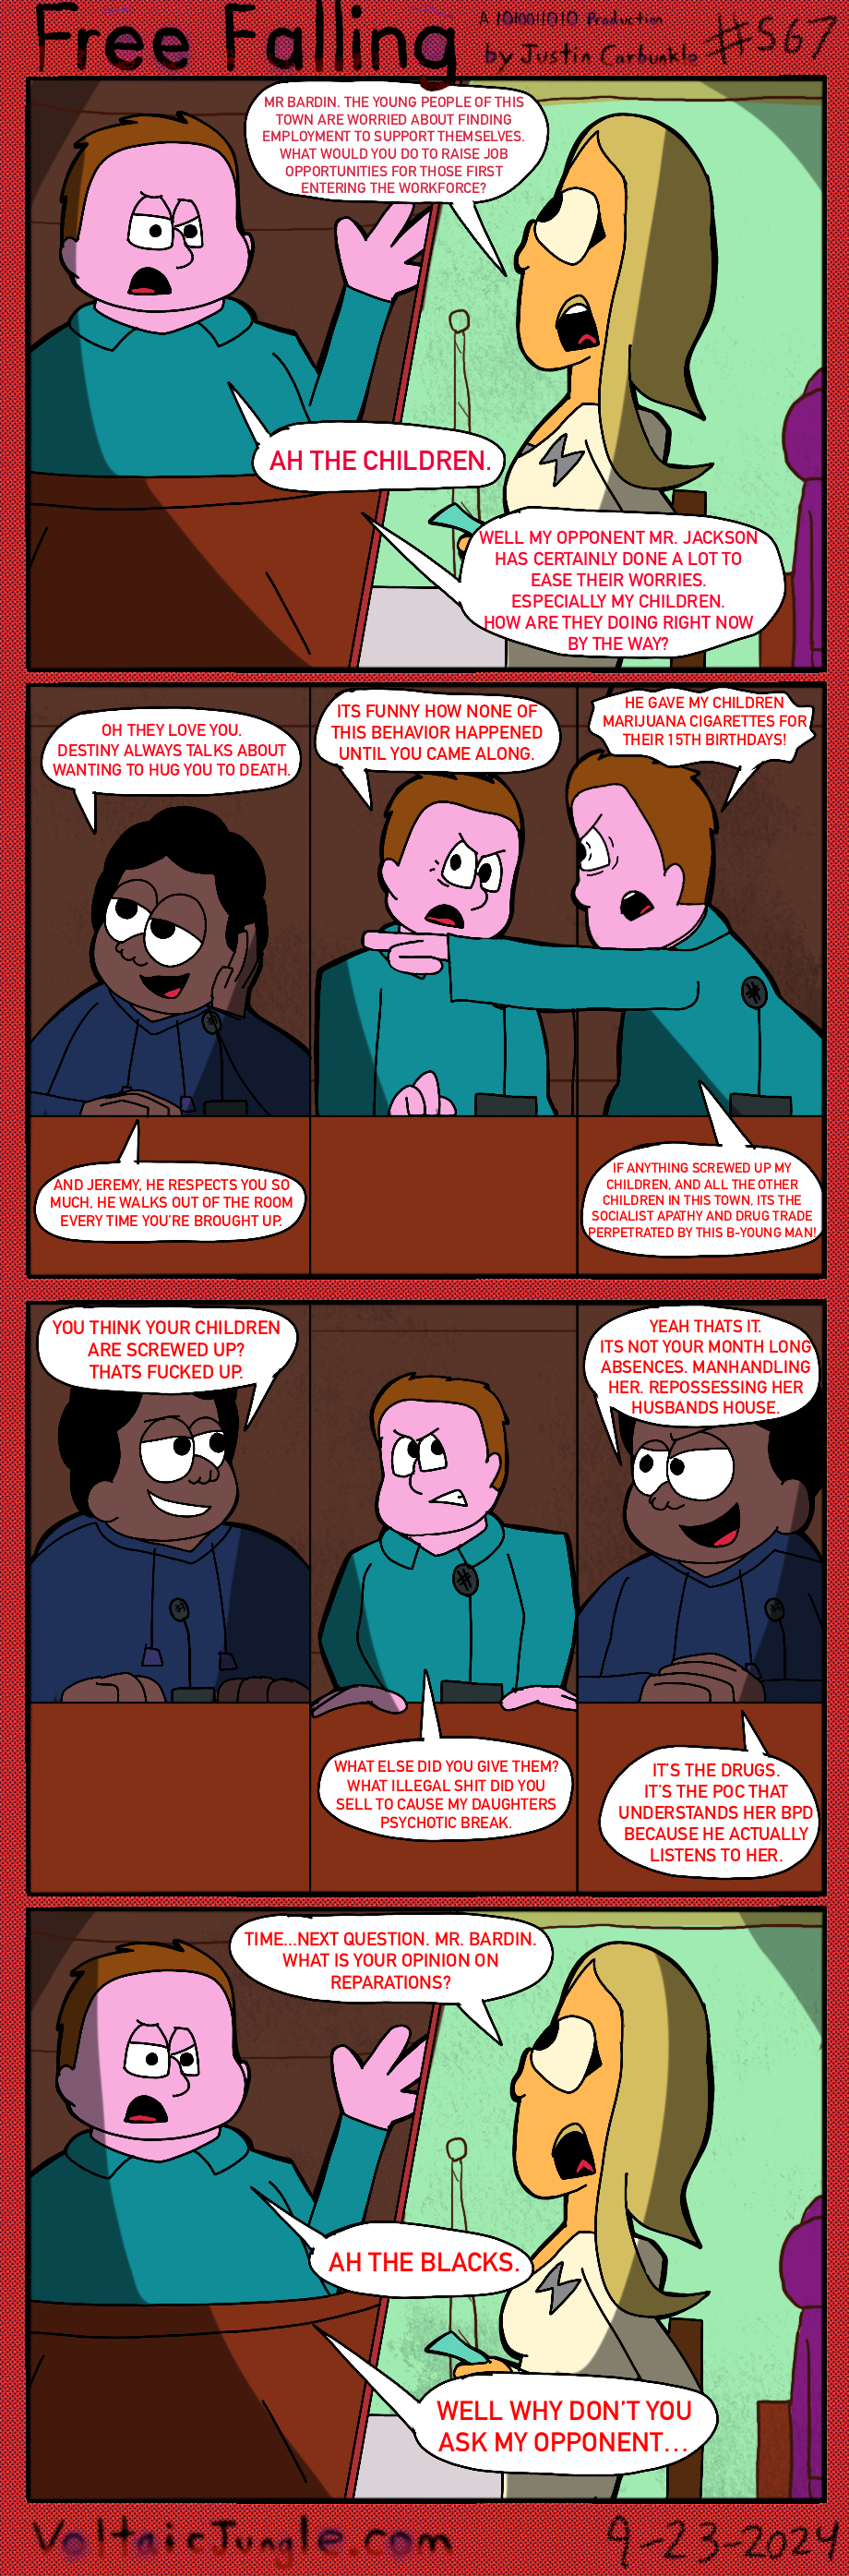 Free Falling
A 1010011010 Production
by Justin Carbunklo
#567
MR BARDIN. THE YOUNG PEOPLE OF THIS
TOWN ARE WORRIED ABOUT FINDING
EMPLOYMENT TO SUPPORT THEMSELVES.
WHAT WOULD YOU DO TO RAISE JOB
OPPORTUNITIES FOR THOSE FIRST
ENTERING THE WORKFORCE?
AH THE CHILDREN.
WELL MY OPPONENT MR. JACKSON
HAS CERTAINLY DONE A LOT TO
EASE THEIR WORRIES.
ESPECIALLY MY CHILDREN.
HOW ARE THEY DOING RIGHT NOW
BY THE WAY?
OH THEY LOVE YOU.
DESTINY ALWAYS TALKS ABOUT
WANTING TO HUG YOU TO DEATH.
AND JEREMY, HE RESPECTS YOU SO
MUCH, HE WALKS OUT OF THE ROOM
EVERY TIME YOU'RE BROUGHT UP.
ITS FUNNY HOW NONE OF
THIS BEHAVIOR HAPPENED
UNTIL YOU CAME ALONG.
HE GAVE MY CHILDREN
MARIJUANA CIGARETTES FOR
THEIR 15TH BIRTHDAYS!
IF ANYTHING SCREWED UP MY
CHILDREN, AND ALL THE OTHER
CHILDREN IN THIS TOWN, ITS THE
SOCIALIST APATHY AND DRUG TRADE
PERPETRATED BY THIS B-YOUNG MAN!
YOU THINK YOUR CHILDREN
ARE SCREWED UP?
THATS FUCKED UP.
WHAT ELSE DID YOU GIVE THEM?
WHAT ILLEGAL SHIT DID YOU
SELL TO CAUSE MY DAUGHTERS
PSYCHOTIC BREAK.
YEAH THATS IT.
ITS NOT YOUR MONTH LONG
ABSENCES. MANHANDLING
HER. REPOSSESSING HER
HUSBANDS HOUSE.
IT'S THE DRUGS.
IT'S THE POC THAT
UNDERSTANDS HER BPD
BECAUSE HE ACTUALLY
LISTENS TO HER.
TIME...NEXT QUESTION. MR. BARDIN.
WHAT IS YOUR OPINION ON
REPARATIONS?
AH THE BLACKS.
WELL WHY DON'T YOU
ASK MY OPPONENT...
VoltaicJungle.com
9-23-2024